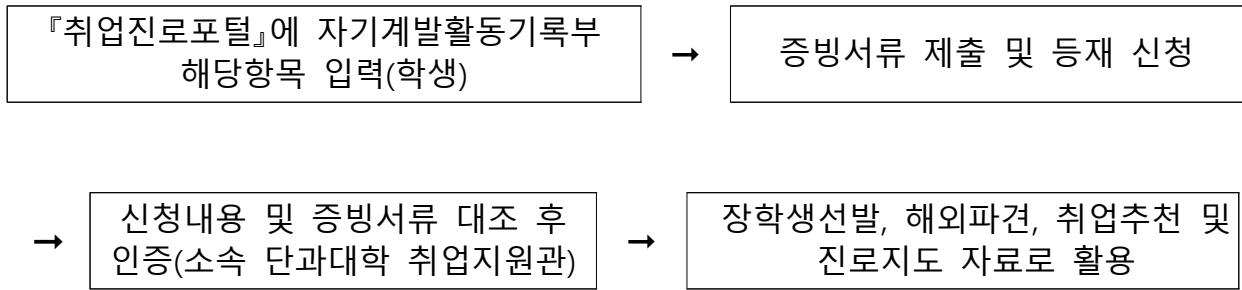 『취업진로포털』에 자기계발활동기록부
해당항목 입력(학생)
→
증빙서류 제출 및 등재 신청
→
신청내용 및 증빙서류 대조 후
인증(소속 단과대학 취업지원관)
→
장학생선발, 해외파견, 취업추천 및
진로지도 자료로 활용